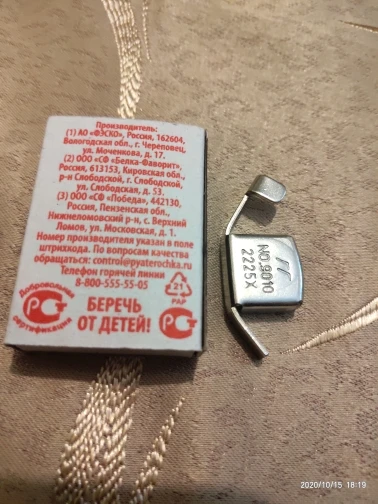 Производитель:
(1) АО «ФЭСКО», Россия, 162604,
Вологодская обл., г. Череповец,
ул. Моченкова, д. 17.
(2) ООО «СФ «Белка-Фаворит»,
Россия, 613153, Кировская обл.,
р-н Слободской, г. Слободской,
ул. Слободская, д. 53.
(3) ООО «СФ «Победа», 442130,
Россия, Пензенская обл.,
Нижнеломовский р-н, с. Верхний
Ломов, ул. Московская, д. 1.
Номер производителя указан в поле
штрихкода. По вопросам качества
обращаться: control@pyaterochka.ru
Телефон горячей линии
8-800-555-55-05
Добровольная
сертификация
РС
БЕРЕЧЬ
ОТ ДЕТЕЙ!
21
PAP
РС
NO.9010
2225X
2020/10/15 18:19